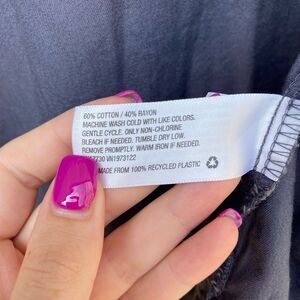 60% COTTON / 40% RAYON
MACHINE WASH COLD WITH LIKE COLORS.
GENTLE CYCLE. ONLY NON-CHLORINE
BLEACH IF NEEDED. TUMBLE DRY LOW.
REMOVE PROMPTLY. WARM IRON IF NEEDED.
VN1973122
MADE FROM 100% RECYCLED PLASTIC